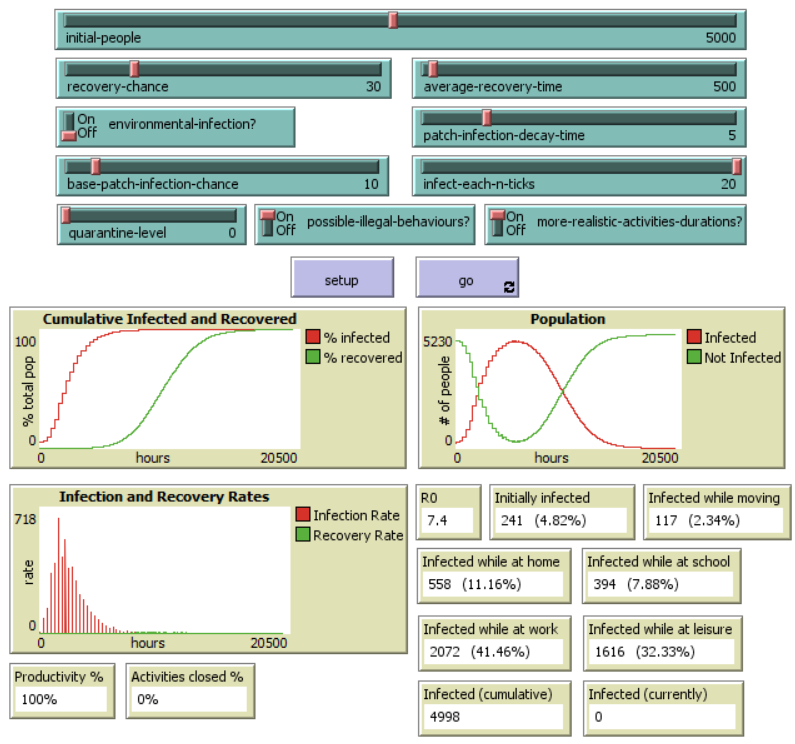 initial-people 5000
recovery-chance 30
average-recovery-time 500
On
Off
environmental-infection?
patch-infection-decay-time 5
base-patch-infection-chance 10
infect-each-n-ticks 20
quarantine-level 0
On
Off
possible-illegal-behaviours?
On
Off
more-realistic-activities-durations?
setup
go
Cumulative Infected and Recovered
100
% total pop
0
0 hours 20500
% infected
% recovered
Population
5230
# of people
0
0 hours 20500
Infected
Not Infected
Infection and Recovery Rates
718
rate
0
0 hours 20500
Infection Rate
Recovery Rate
R0
7.4
Initially infected
241 (4.82%)
Infected while moving
117 (2.34%)
Infected while at home
558 (11.16%)
Infected while at school
394 (7.88%)
Infected while at work
2072 (41.46%)
Infected while at leisure
1616 (32.33%)
Productivity %
100%
Activities closed %
0%
Infected (cumulative)
4998
Infected (currently)
0